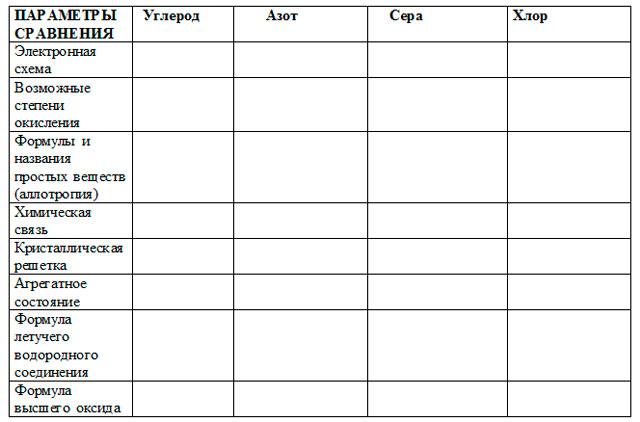 ПАРАМЕТРЫ СРАВНЕНИЯ Углерод Азот Сера Хлор
Электронная
схема
Возможные
степени
окисления
Формулы и
названия
простых веществ
(аллотропия)
Химическая
связь
Кристаллическая
решетка
Агрегатное
состояние
Формула
летучего
водородного
соединения
Формула
высшего оксида